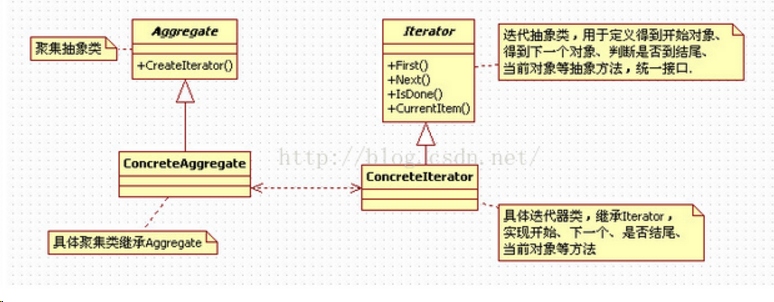 Aggregate
+CreateIterator()
聚集抽象类
Iterator
+First()
+Next()
+IsDone()
+CurrentItem()
迭代抽象类，用于定义得到开始对象、
得到下一个对象、判断是否到结尾、
当前对象等抽象方法，统一接口.
http://blog.csdn.net/
ConcreteAggregate
ConcreteIterator
具体聚集类继承Aggregate
具体迭代器类，继承Iterator，
实现开始、下一个、是否结尾、
当前对象等方法